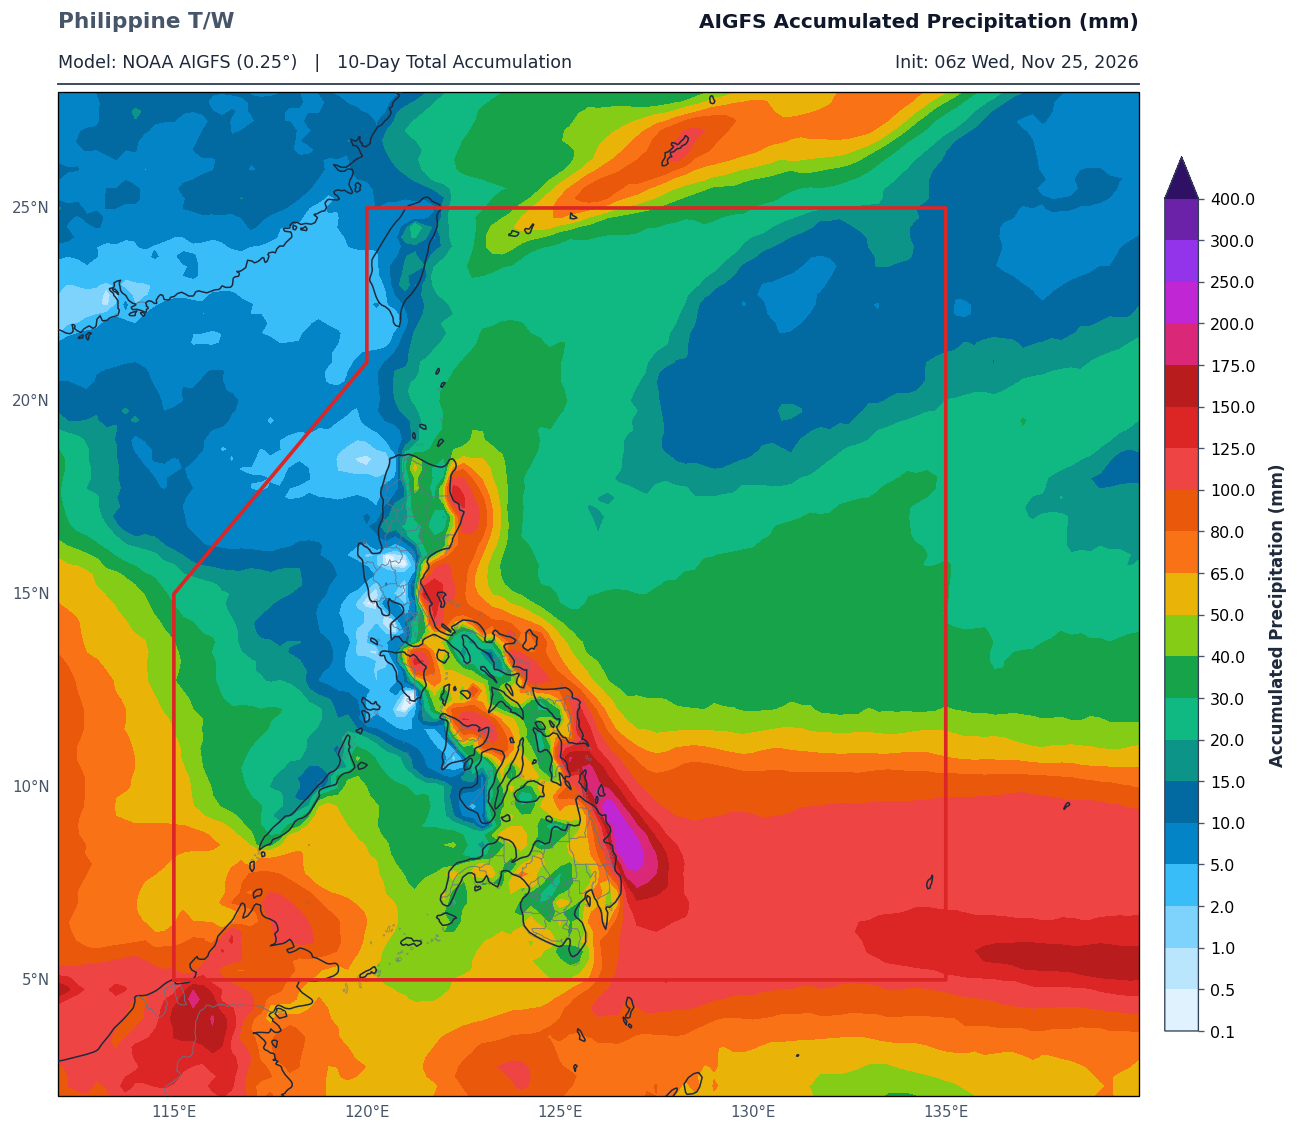 Philippine T/W
AIGFS Accumulated Precipitation (mm)
Model: NOAA AIGFS (0.25°) | 10-Day Total Accumulation
Init: 06z Wed, Nov 25, 2026
25°N
20°N
15°N
10°N
5°N
115°E
120°E
125°E
130°E
135°E
400.0
300.0
250.0
200.0
175.0
150.0
125.0
100.0
80.0
65.0
50.0
40.0
30.0
20.0
15.0
10.0
5.0
2.0
1.0
0.5
0.1
Accumulated Precipitation (mm)